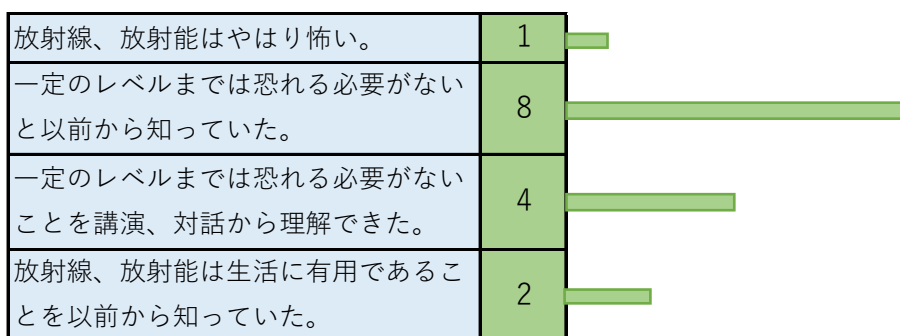 放射線、放射能はやはり怖い。 1
一定のレベルまでは恐れる必要がない
と以前から知っていた。 8
一定のレベルまでは恐れる必要がない
ことを講演、対話から理解できた。 4
放射線、放射能は生活に有用であるこ
とを以前から知っていた。 2